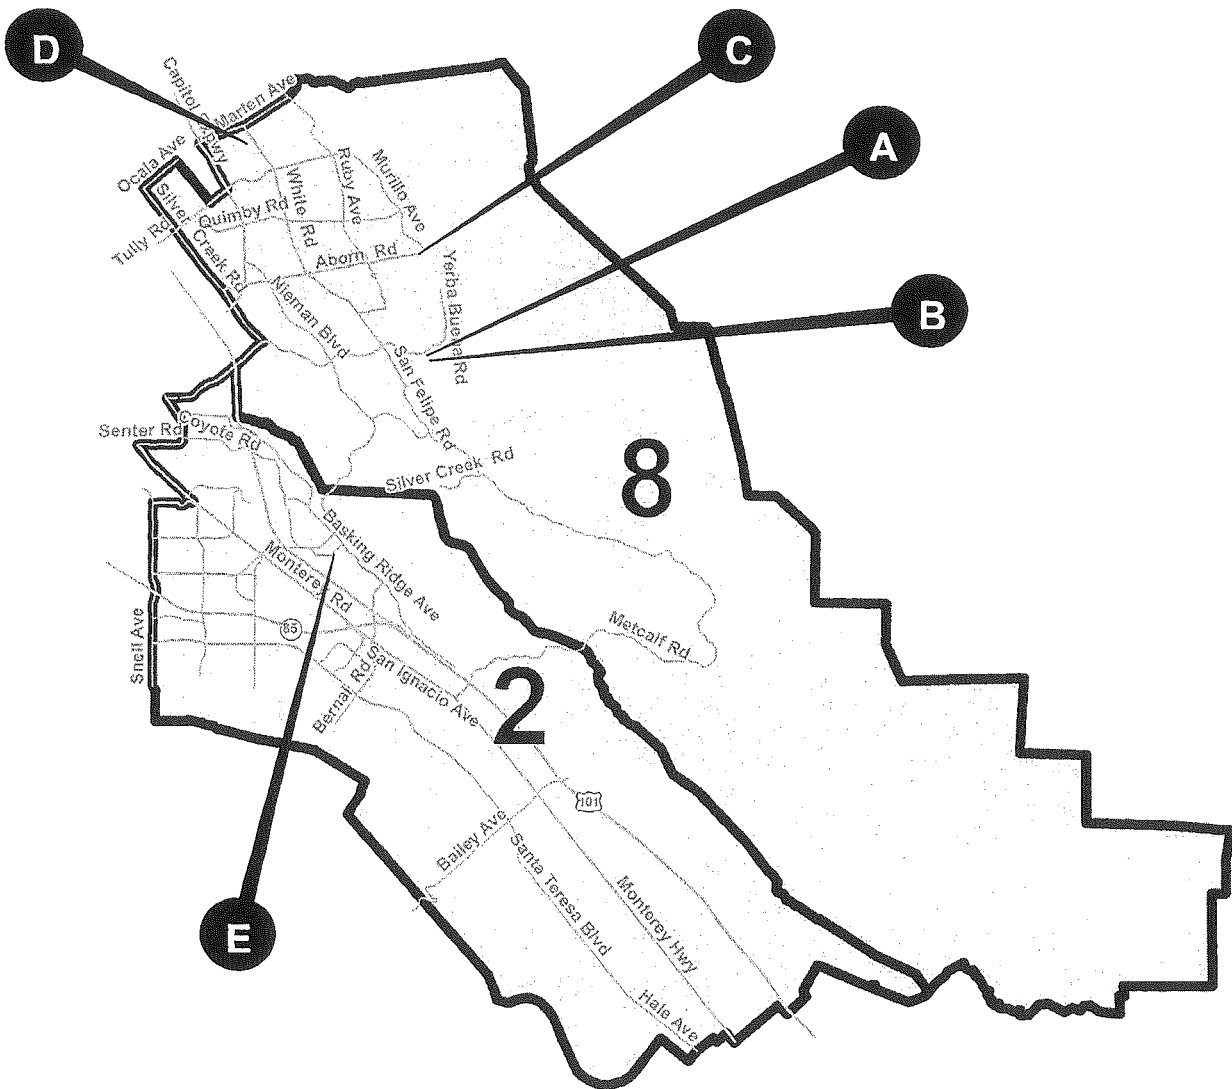 D
C
A
B
Capitol Expwy
Marten Ave
Ocala Ave
Silver Creek Rd
Quimby Rd
Tully Rd
White Rd
Ruby Ave
Murillo Ave
Aborn Rd
Yerba Buena Rd
Nieman Blvd
San Felipe Rd
Senter Rd
Coyote Rd
Silver Creek Rd
8
Basking Ridge Ave
Monterey Rd
Snell Ave
85
Metcalf Rd
Bernal Rd
San Ignacio Ave
2
101
Bailey Ave
Santa Teresa Blvd
Monterey Hwy
Hale Ave
E